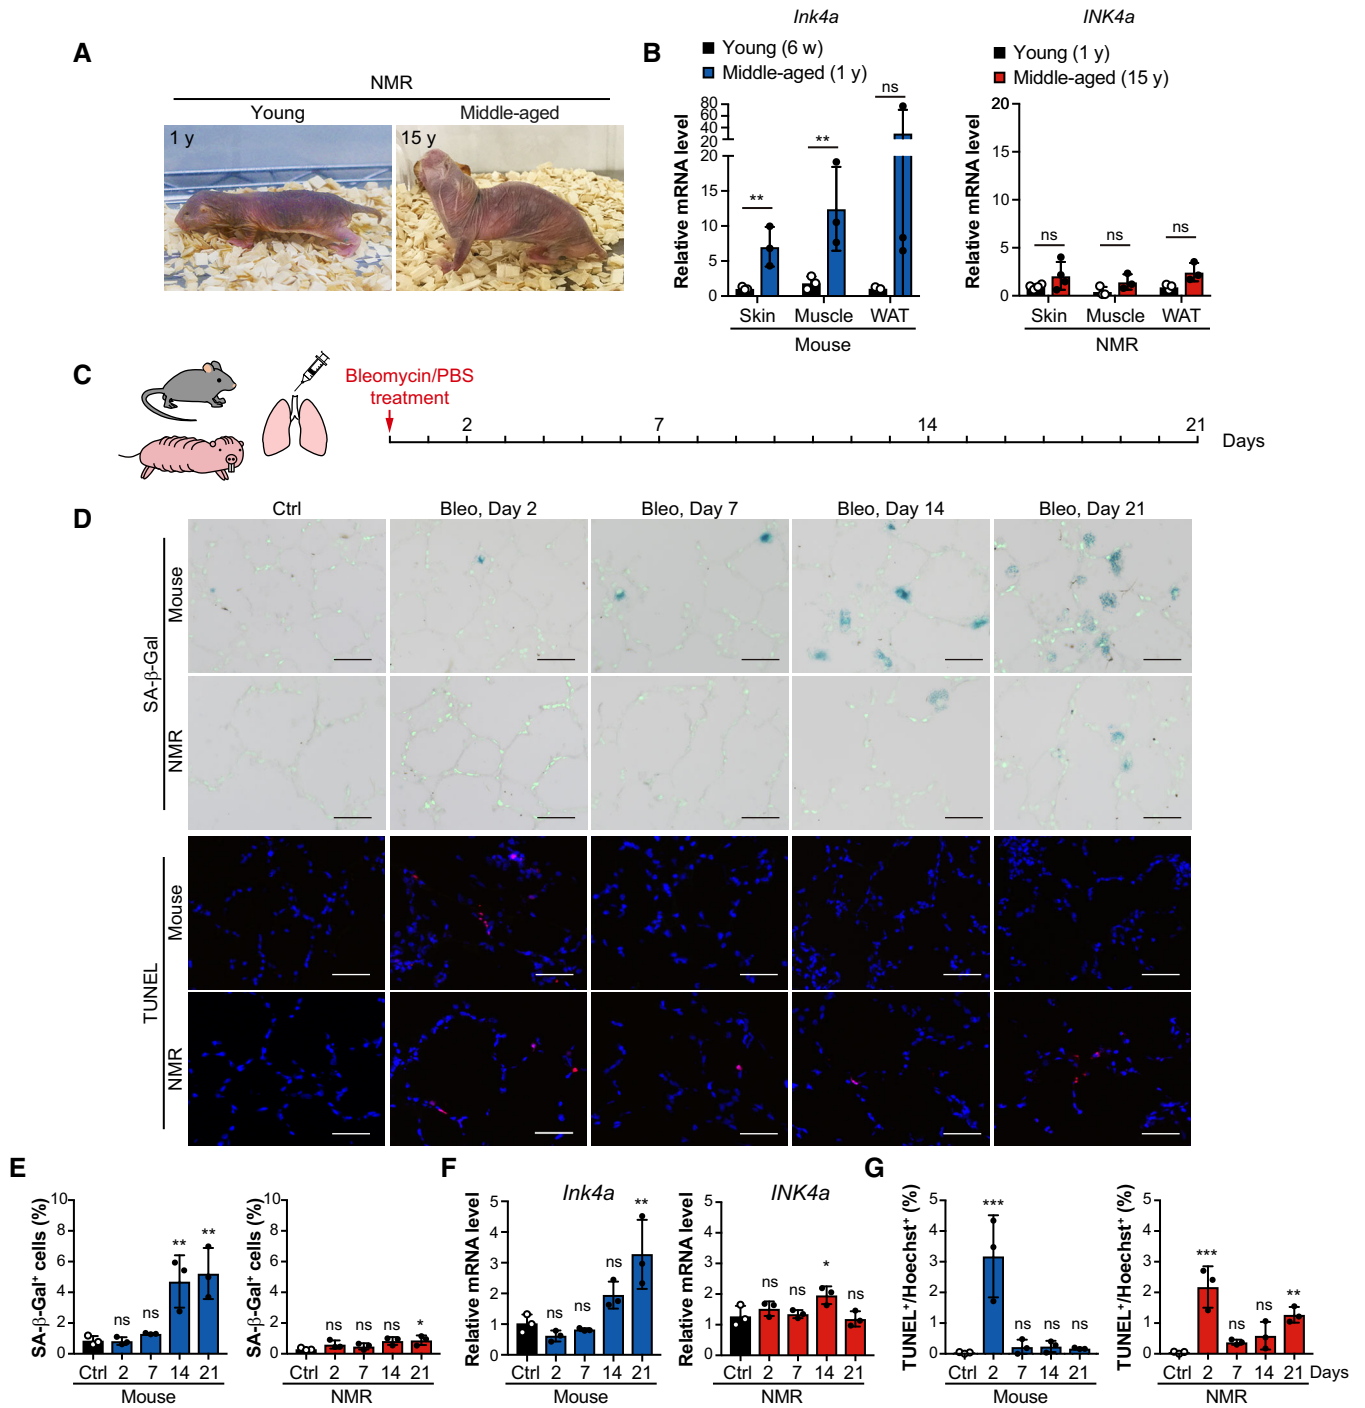 A
NMR
Young
Middle-aged
1 y
15 y
B
Ink4a
Young (6 w)
Middle-aged (1 y)
Relative mRNA level
80
60
40
20
20
15
10
5
0
**
**
ns
Skin
Muscle
WAT
Mouse
INK4a
Young (1 y)
Middle-aged (15 y)
Relative mRNA level
20
15
10
5
0
ns
ns
ns
Skin
Muscle
WAT
NMR
C
Bleomycin/PBS
treatment
2
7
14
21
Days
D
Ctrl
Bleo, Day 2
Bleo, Day 7
Bleo, Day 14
Bleo, Day 21
SA-β-Gal
Mouse
NMR
TUNEL
Mouse
NMR
E
SA-β-Gal⁺ cells (%)
10
8
6
4
2
0
ns
ns
**
**
Ctrl 2 7 14 21
Mouse
SA-β-Gal⁺ cells (%)
10
8
6
4
2
0
ns
ns
ns
*
Ctrl 2 7 14 21
NMR
F
Ink4a
Relative mRNA level
5
4
3
2
1
0
ns
ns
ns
**
Ctrl 2 7 14 21
Mouse
INK4a
Relative mRNA level
5
4
3
2
1
0
ns
ns
*
ns
Ctrl 2 7 14 21
NMR
G
TUNEL⁺/Hoechst⁺ (%)
5
4
3
2
1
0
***
ns
ns
ns
Ctrl 2 7 14 21
Mouse
TUNEL⁺/Hoechst⁺ (%)
5
4
3
2
1
0
***
ns
ns
**
Ctrl 2 7 14 21 Days
NMR